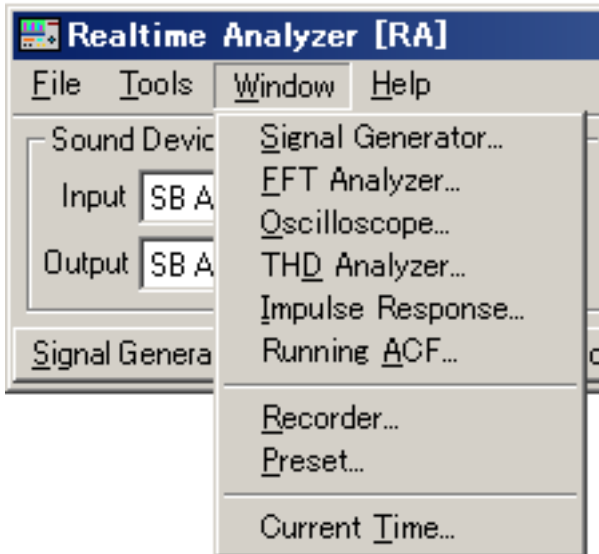 Realtime Analyzer [RA]
File Tools Window Help
Sound Devic
Input SB A
Output SB A
Signal Genera
Signal Generator...
FFT Analyzer...
Oscilloscope...
THD Analyzer...
Impulse Response...
Running ACF...
Recorder...
Preset...
Current Time...